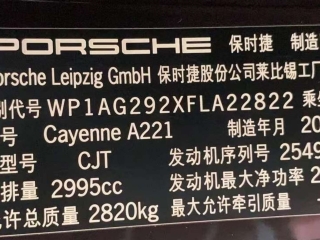 PORSCHE 保时捷 制造
orsche Leipzig GmbH 保时捷股份公司莱比锡工厂
别代号 WP1AG292XFLA22822 乘坐
号 Cayenne A221 制造年月 20
型号 CJT 发动机序列号 2549
排量 2995cc 发动机最大净功率 2
允许总质量 2820kg 最大允许牵引质量